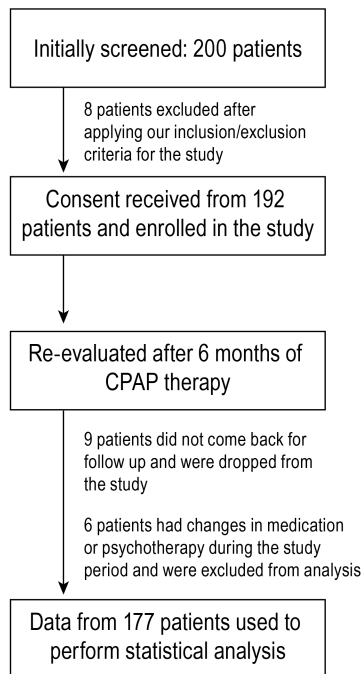 Initially screened: 200 patients
8 patients excluded after
applying our inclusion/exclusion
criteria for the study
Consent received from 192
patients and enrolled in the study
Re-evaluated after 6 months of
CPAP therapy
9 patients did not come back for
follow up and were dropped from
the study
6 patients had changes in medication
or psychotherapy during the study
period and were excluded from analysis
Data from 177 patients used to
perform statistical analysis